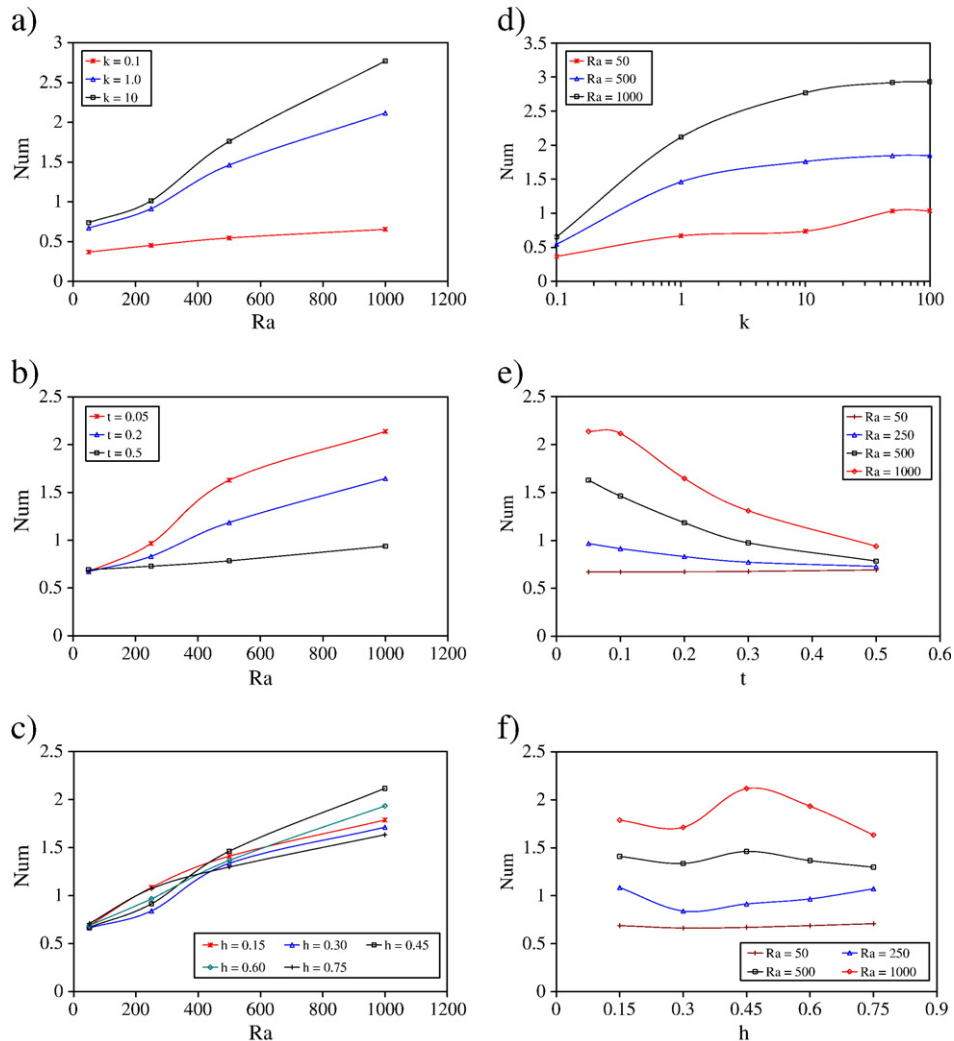 a)
Num
3
2.5
2
1.5
1
0.5
0
k = 0.1
k = 1.0
k = 10
0 200 400 600 800 1000 1200
Ra
d)
Num
3.5
3
2.5
2
1.5
1
0.5
0
Ra = 50
Ra = 500
Ra = 1000
0.1 1 10 100
k
b)
Num
2.5
2
1.5
1
0.5
0
t = 0.05
t = 0.2
t = 0.5
0 200 400 600 800 1000 1200
Ra
e)
Num
2.5
2
1.5
1
0.5
0
Ra = 50
Ra = 250
Ra = 500
Ra = 1000
0 0.1 0.2 0.3 0.4 0.5 0.6
t
c)
Num
2.5
2
1.5
1
0.5
0
h = 0.15 h = 0.30 h = 0.45
h = 0.60 h = 0.75
0 200 400 600 800 1000 1200
Ra
f)
Num
2.5
2
1.5
1
0.5
0
Ra = 50 Ra = 250
Ra = 500 Ra = 1000
0 0.15 0.3 0.45 0.6 0.75 0.9
h